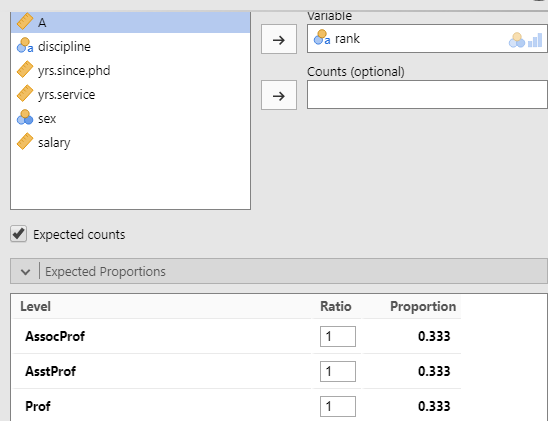 Variable
A
discipline
→
rank
yrs.since.phd
Counts (optional)
yrs.service
→
sex
salary
Expected counts
Expected Proportions
Level Ratio Proportion
AssocProf 1 0.333
AsstProf 1 0.333
Prof 1 0.333